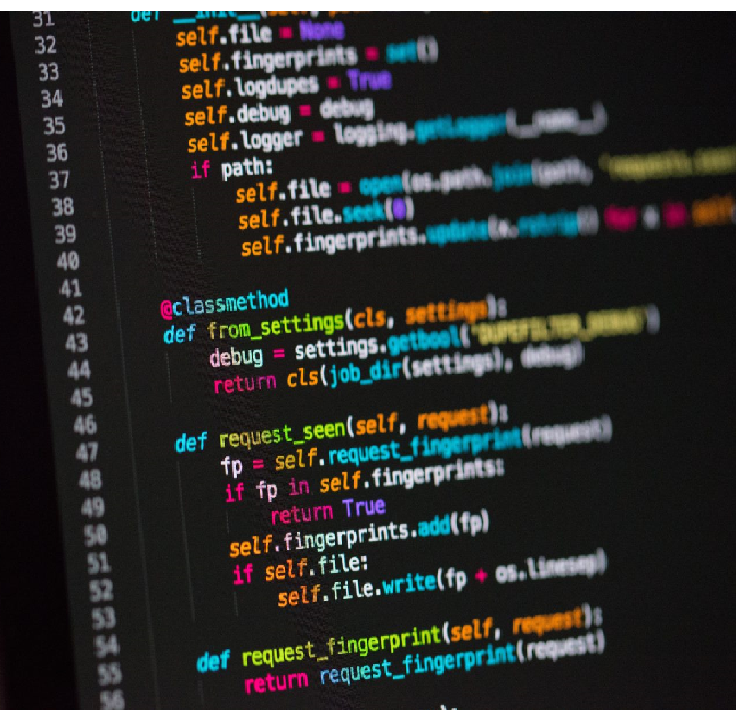 31 def __init__(self,
32 self.file = None
33 self.fingerprints = set()
34 self.logdupes = True
35 self.debug = debug
36 self.logger = logging.getLogger(__name__)
37 if path:
38 self.file = open(os.path.join(path, 'requests.seen
39 self.file.seek(0)
40 self.fingerprints.update(x.rstrip() for x in self.
41
42 @classmethod
43 def from_settings(cls, settings):
44 debug = settings.getbool('DUPEFILTER_DEBUG')
45 return cls(job_dir(settings), debug)
46
47 def request_seen(self, request):
48 fp = self.request_fingerprint(request)
49 if fp in self.fingerprints:
50 return True
51 self.fingerprints.add(fp)
52 if self.file:
53 self.file.write(fp + os.linesep)
54
55 def request_fingerprint(self, request):
56 return request_fingerprint(request)